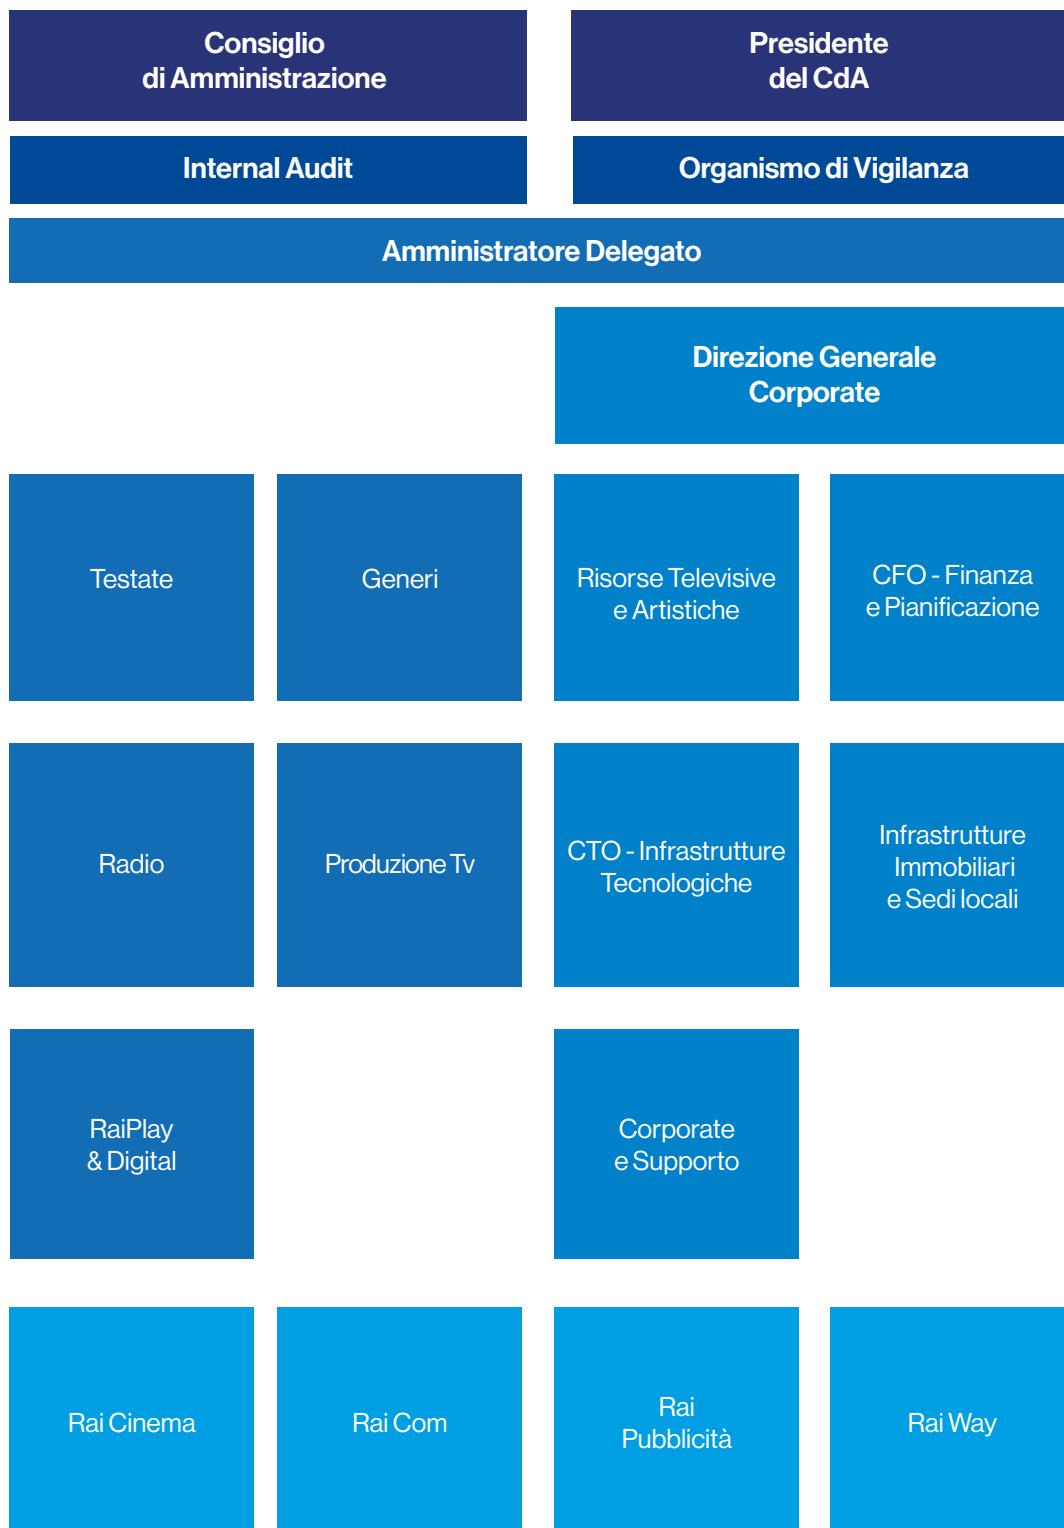 Consiglio
di Amministrazione
Presidente
del CdA
Internal Audit
Organismo di Vigilanza
Amministratore Delegato
Direzione Generale
Corporate
Testate
Generi
Risorse Televisive
e Artistiche
CFO - Finanza
e Pianificazione
Radio
Produzione Tv
CTO - Infrastrutture
Tecnologiche
Infrastrutture
Immobiliari
e Sedi locali
RaiPlay
& Digital
Corporate
e Supporto
Rai Cinema
Rai Com
Rai
Pubblicità
Rai Way